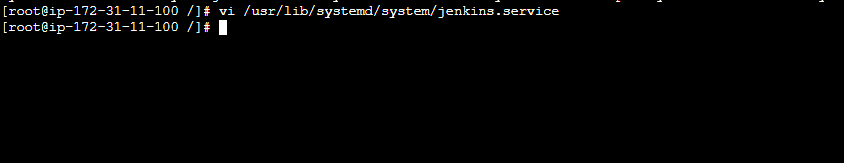 [root@ip-172-31-11-100 /]# vi /usr/lib/systemd/system/jenkins.service
[root@ip-172-31-11-100 /]#